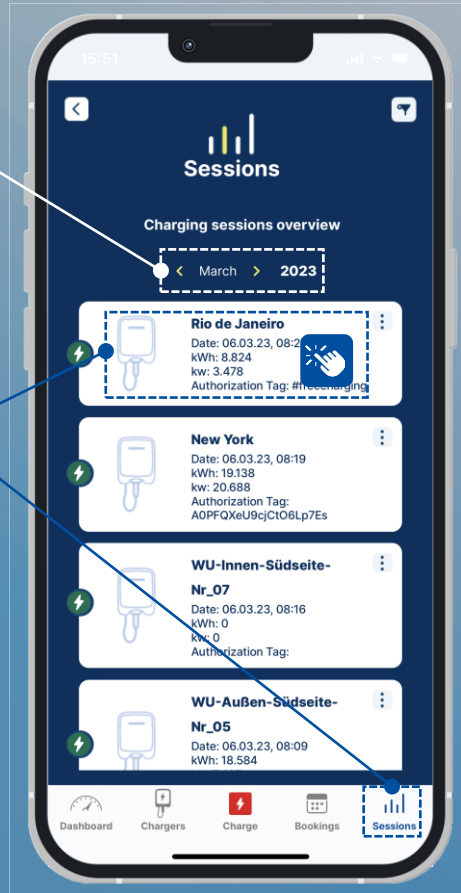 15:51
Sessions
Charging sessions overview
March 2023
Rio de Janeiro
Date: 06.03.23,
kWh: 8.824
kw: 3.478
Authorization Tag: #freecharging
New York
Date: 06.03.23, 08:19
kWh: 19.138
kw: 20.688
Authorization Tag:
A0PFQXeU9cjCtO6Lp7Es
WU-Innen-Südseite-
Nr_07
Date: 06.03.23, 08:16
kWh: 0
kw: 0
Authorization Tag:
WU-Außen-Südseite-
Nr_05
Date: 06.03.23, 08:09
kWh: 18.584
Dashboard Chargers Charge Bookings Sessions